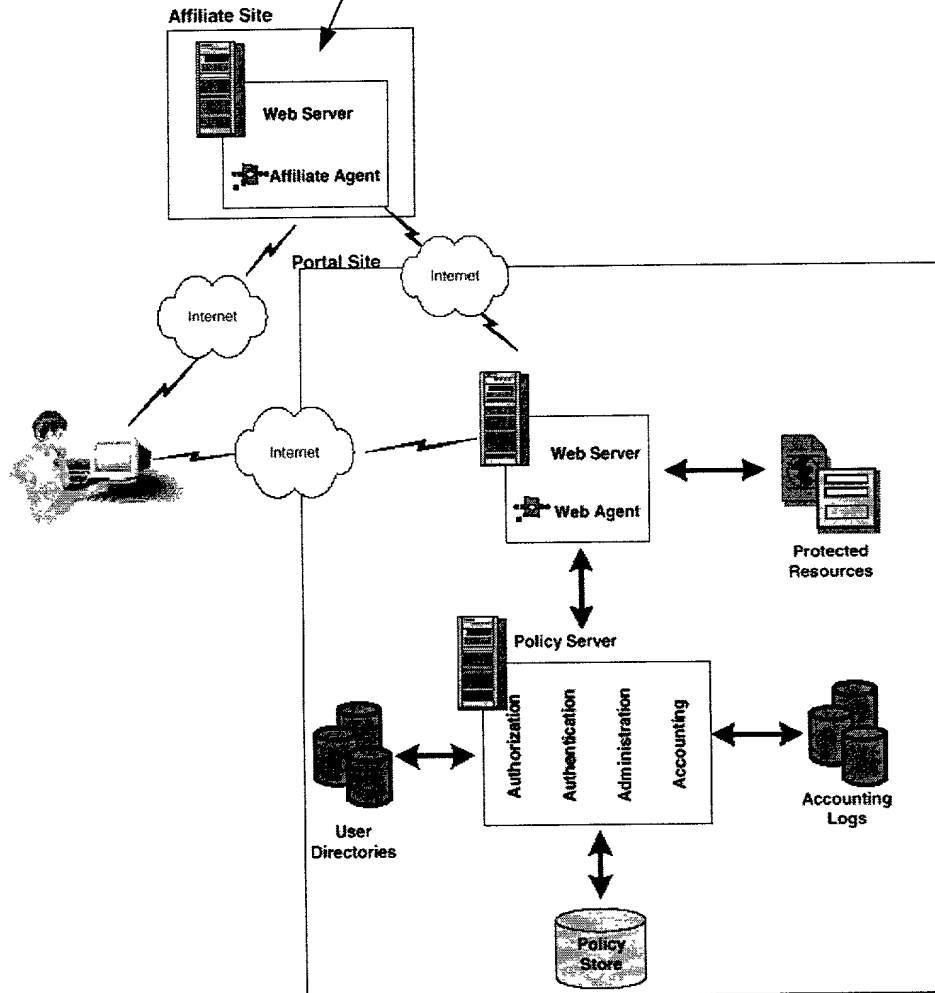 Affiliate Site
Web Server
Affiliate Agent
Portal Site
Internet
Internet
Internet
Web Server
Web Agent
Protected
Resources
Policy Server
Authorization
Authentication
Administration
Accounting
User
Directories
Accounting
Logs
Policy
Store